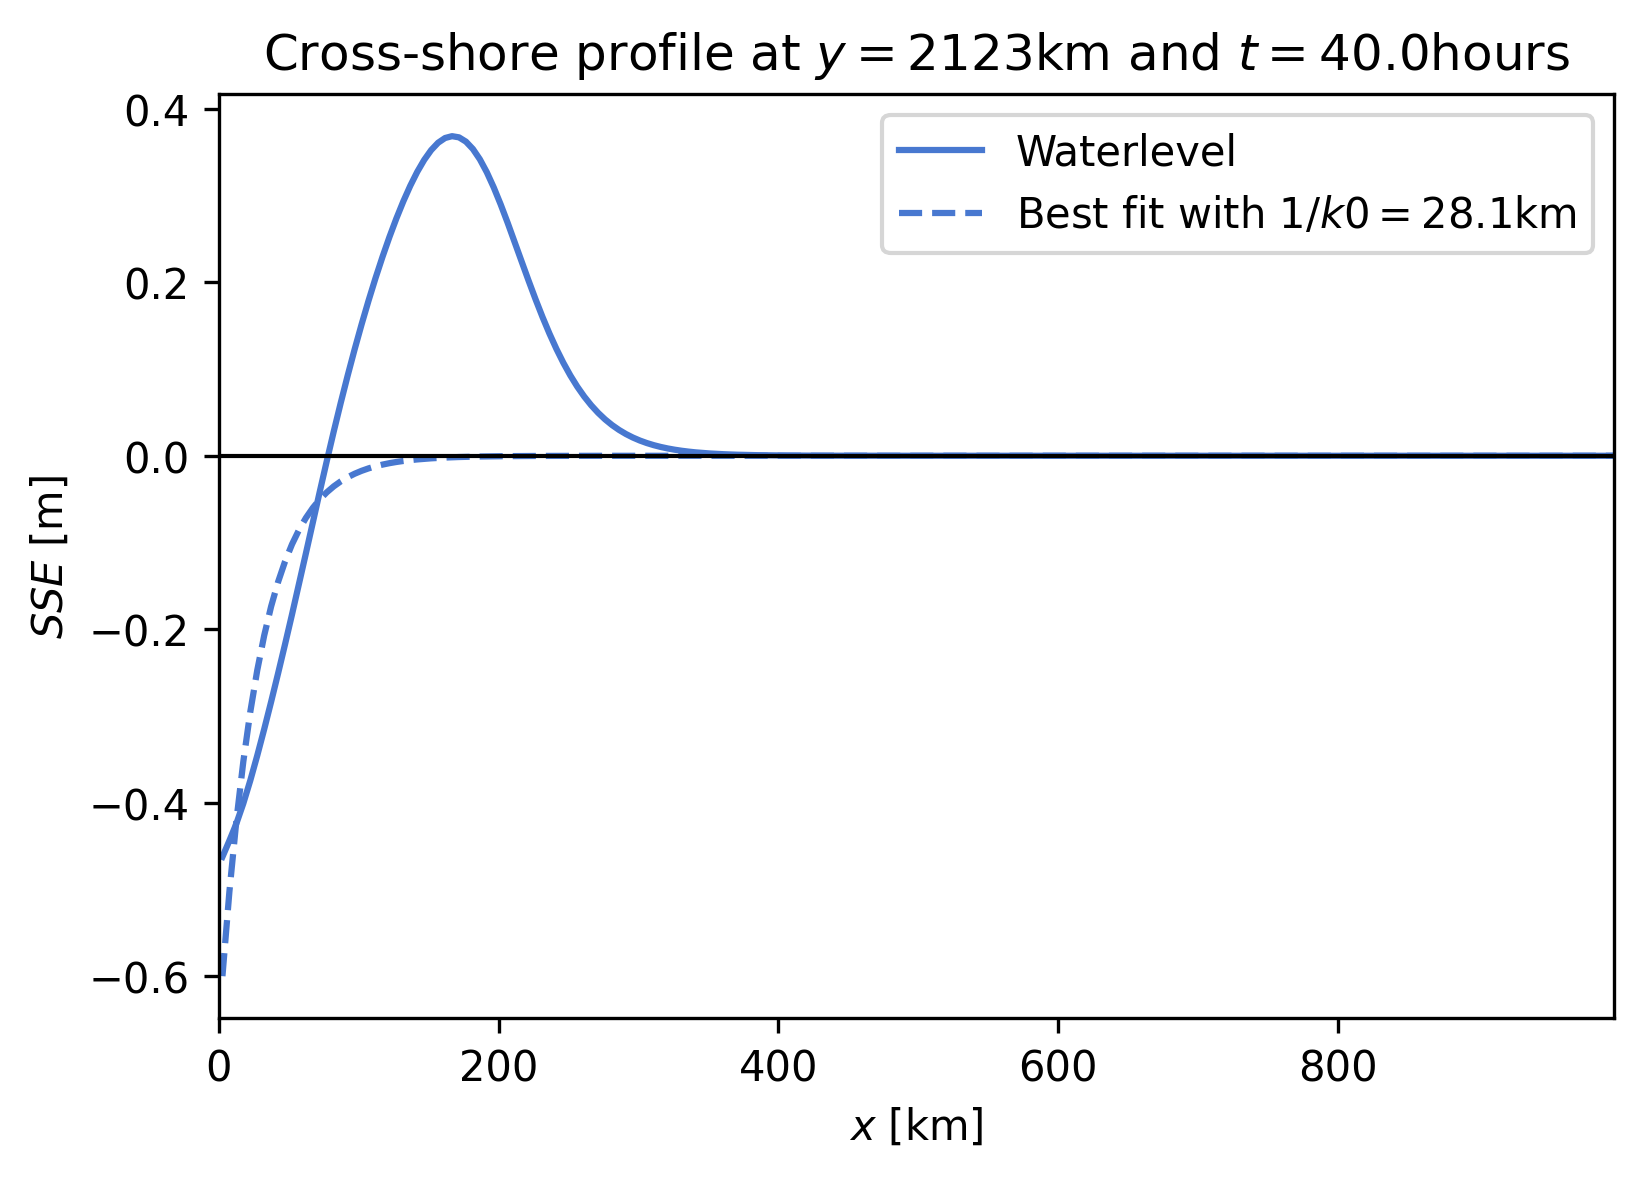 Cross-shore profile at y = 2123km and t = 40.0hours
0.4
0.2
0.0
−0.2
−0.4
−0.6
SSE [m]
Waterlevel
Best fit with 1/k0 = 28.1km
0
200
400
600
800
x [km]